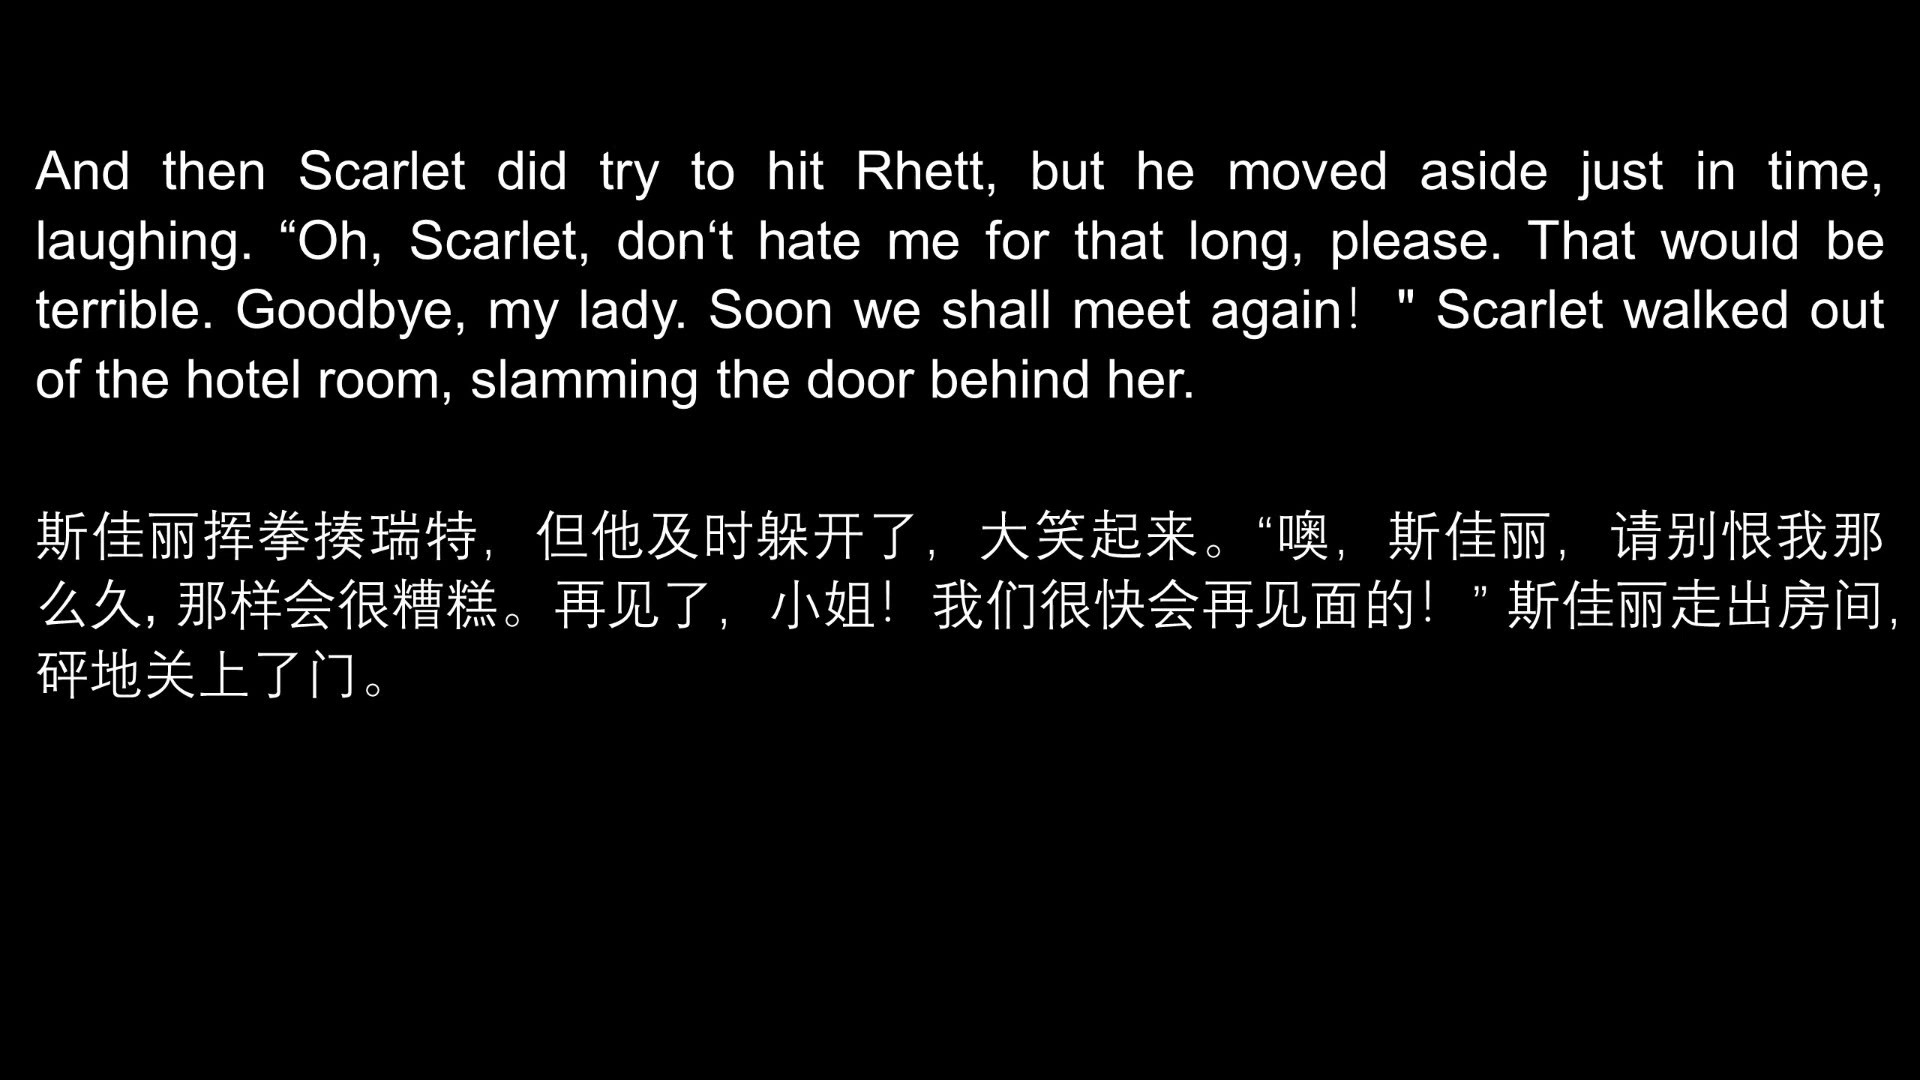 And then Scarlet did try to hit Rhett, but he moved aside just in time,
laughing. “Oh, Scarlet, don‘t hate me for that long, please. That would be
terrible. Goodbye, my lady. Soon we shall meet again！ " Scarlet walked out
of the hotel room, slamming the door behind her.
斯佳丽挥拳揍瑞特，但他及时躲开了，大笑起来。“噢，斯佳丽，请别恨我那
么久, 那样会很糟糕。再见了，小姐！我们很快会再见面的！” 斯佳丽走出房间,
砰地关上了门。